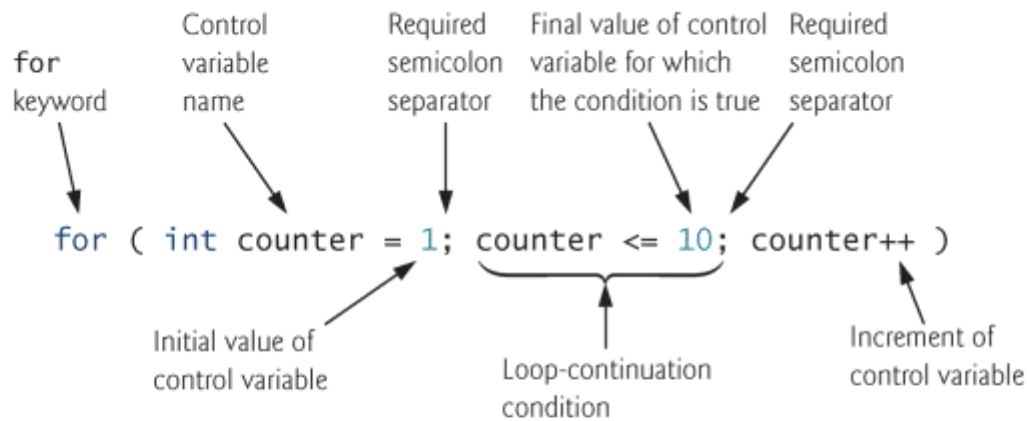 for
keyword
Control
variable
name
Required
semicolon
separator
Final value of control
variable for which
the condition is true
Required
semicolon
separator
for ( int counter = 1; counter <= 10; counter++ )
Initial value of
control variable
Loop-continuation
condition
Increment of
control variable